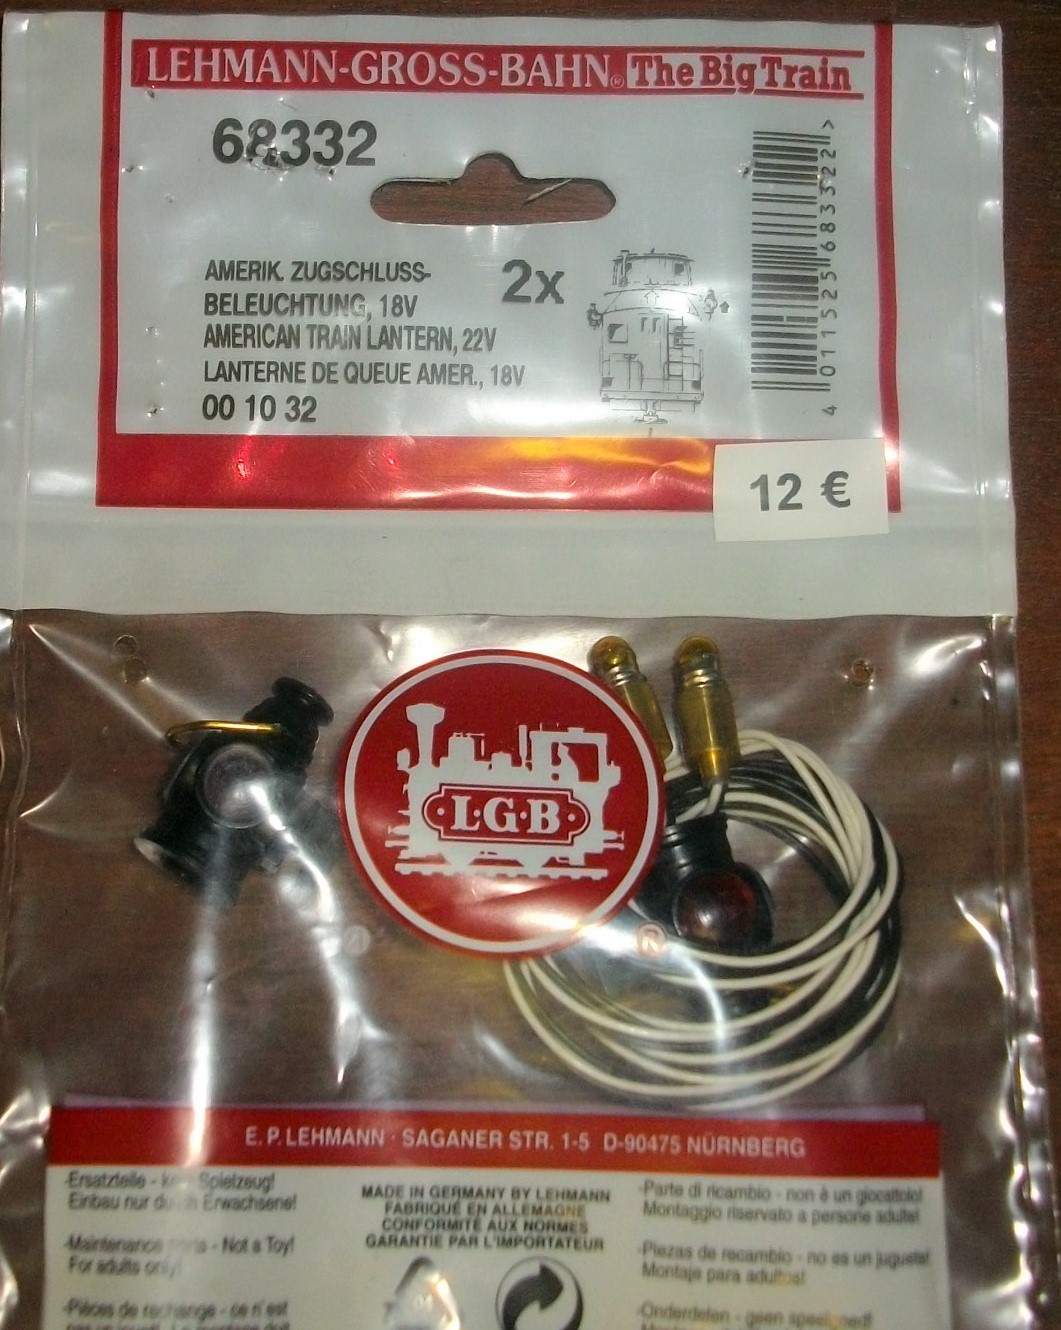 LEHMANN-GROSS-BAHN® The Big Train
68332
AMERIK. ZUGSCHLUSS-
BELEUCHTUNG, 18V
AMERICAN TRAIN LANTERN, 22V
LANTERNE DE QUEUE AMER., 18V
00 10 32
2x
4 011525 683322 >
12 €
L·G·B
®
E. P. LEHMANN · SAGANER STR. 1-5 D-90475 NÜRNBERG
-Ersatzteile - Spielzeug!
Einbau nur Erwachsene!
-Maintenance - Not a Toy!
For adults only!
-Pièces de rechange - ce n'est
MADE IN GERMANY BY LEHMANN
FABRIQUÉ EN ALLEMAGNE
CONFORMITÉ AUX NORMES
GARANTIE PAR L'IMPORTATEUR
-Parte di ricambio - non è un giocattolo!
Montaggio riservato a persone adulte!
-Piezas de recambio - no es un juguete!
Montaje para adultos!
-Onderdelen - geen speelgoed!